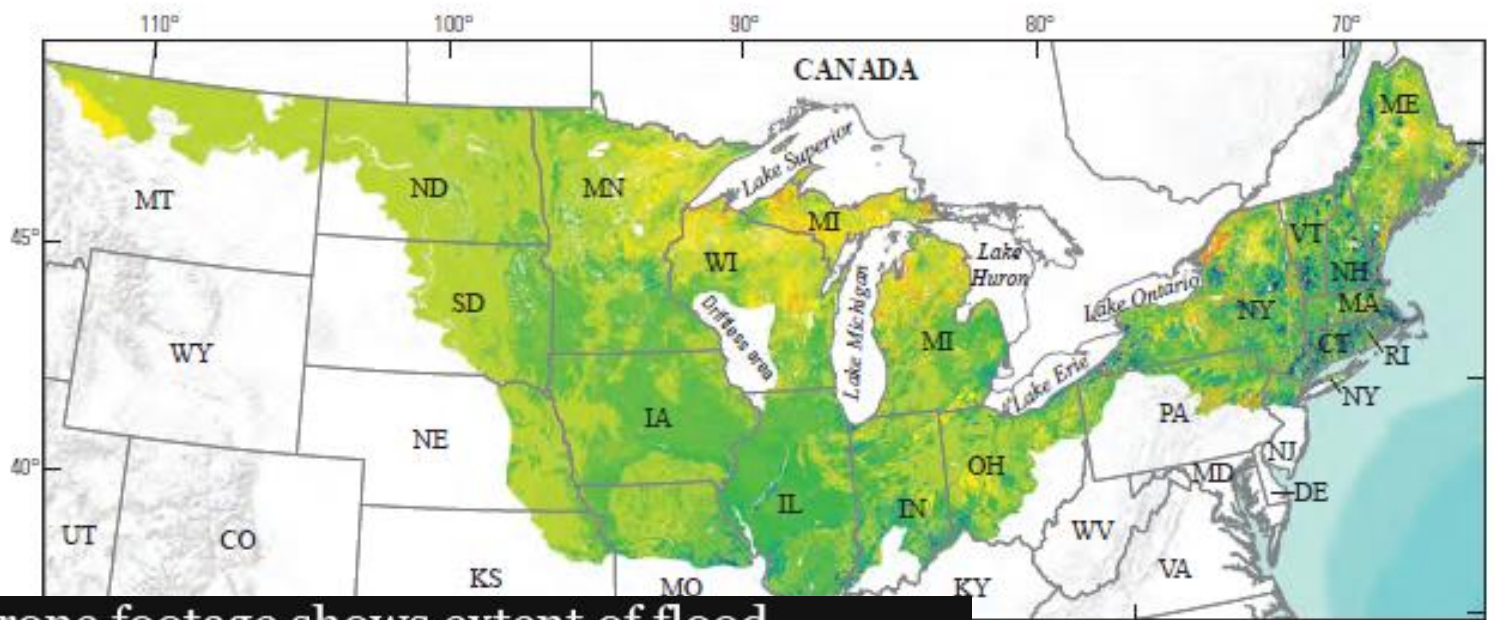 110° 100° 90° 80° 70°
CANADA
ME
Lake Superior
MT ND MN MI VT
45°
WI Lake Huron NH
SD Driftless area Lake Michigan Lake Ontario NY MA
WY MI CT RI
Lake Erie NY
IA PA
NE NJ
40° OH MD
IL IN DE
UT CO WV
KS MO KY VA
rone footage shows extent of flood